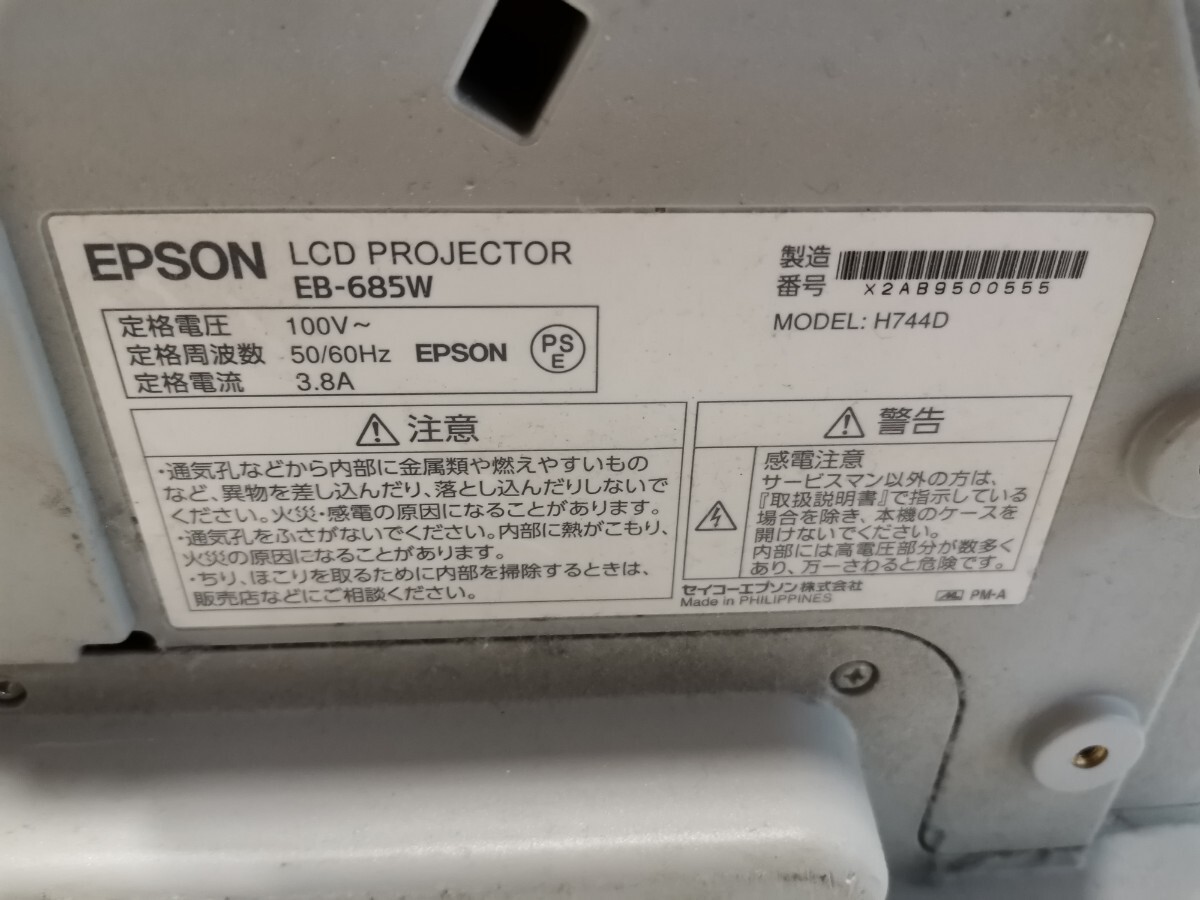 EPSON LCD PROJECTOR
EB-685W
製造
番号
X2AB9500555
MODEL: H744D
定格電圧 100V～
定格周波数 50/60Hz EPSON PSE
定格電流 3.8A
注意
・通気孔などから内部に金属類や燃えやすいもの
など、異物を差し込んだり、落とし込んだりしないで
ください。火災・感電の原因になることがあります。
・通気孔をふさがないでください。内部に熱がこもり、
火災の原因になることがあります。
・ちり、ほこりを取るために内部を掃除するときは、
販売店などにご相談ください。
警告
感電注意
サービスマン以外の方は、
『取扱説明書』で指示している
場合を除き、本機のケースを
開けないでください。
内部には高電圧部分が数多く
あり、万一さわると危険です。
セイコーエプソン株式会社
Made in PHILIPPINES
PM-A